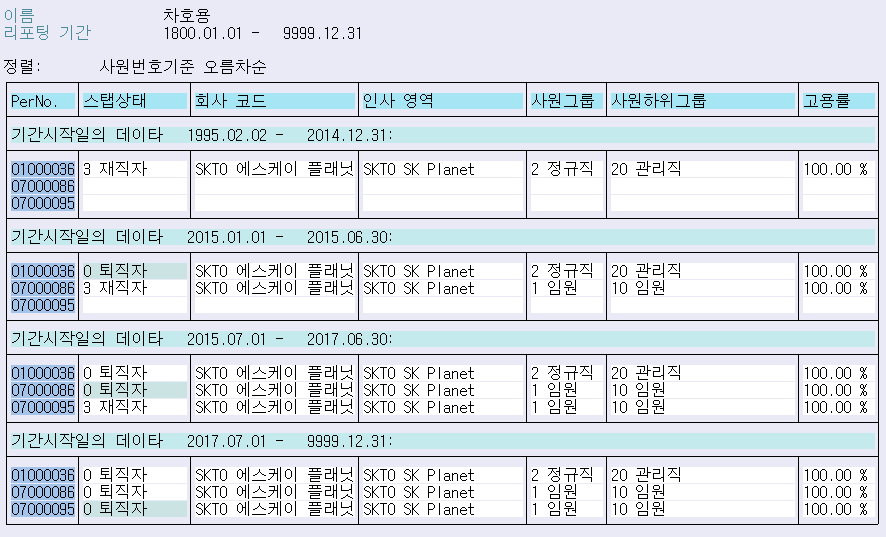 이름 차호용
리포팅 기간 1800.01.01 - 9999.12.31
정렬: 사원번호기준 오름차순
PerNo. 스탭상태 회사 코드 인사 영역 사원그룹 사원하위그룹 고용률
기간시작일의 데이타 1995.02.02 - 2014.12.31:
01000036 3 재직자 SKT0 에스케이 플래닛 SKT0 SK Planet 2 정규직 20 관리직 100.00 %
07000086
07000095
기간시작일의 데이타 2015.01.01 - 2015.06.30:
01000036 0 퇴직자 SKT0 에스케이 플래닛 SKT0 SK Planet 2 정규직 20 관리직 100.00 %
07000086 3 재직자 SKT0 에스케이 플래닛 SKT0 SK Planet 1 임원 10 임원 100.00 %
07000095
기간시작일의 데이타 2015.07.01 - 2017.06.30:
01000036 0 퇴직자 SKT0 에스케이 플래닛 SKT0 SK Planet 2 정규직 20 관리직 100.00 %
07000086 0 퇴직자 SKT0 에스케이 플래닛 SKT0 SK Planet 1 임원 10 임원 100.00 %
07000095 3 재직자 SKT0 에스케이 플래닛 SKT0 SK Planet 1 임원 10 임원 100.00 %
기간시작일의 데이타 2017.07.01 - 9999.12.31:
01000036 0 퇴직자 SKT0 에스케이 플래닛 SKT0 SK Planet 2 정규직 20 관리직 100.00 %
07000086 0 퇴직자 SKT0 에스케이 플래닛 SKT0 SK Planet 1 임원 10 임원 100.00 %
07000095 0 퇴직자 SKT0 에스케이 플래닛 SKT0 SK Planet 1 임원 10 임원 100.00 %